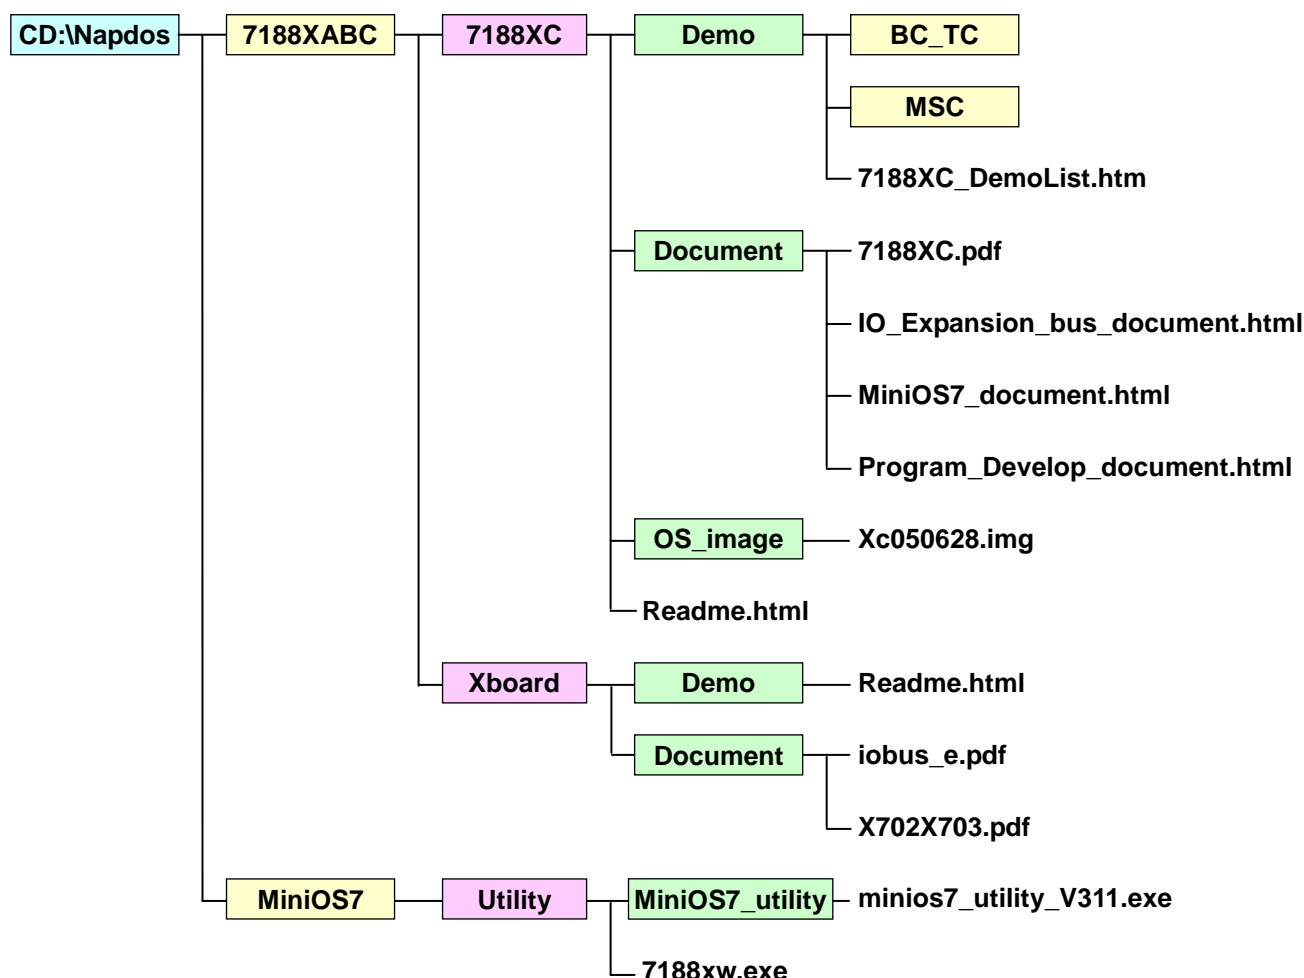 CD:\Napdos
7188XABC
7188XC
Demo
BC_TC
MSC
7188XC_DemoList.htm
Document
7188XC.pdf
IO_Expansion_bus_document.html
MiniOS7_document.html
Program_Develop_document.html
OS_image
Xc050628.img
Readme.html
Xboard
Demo
Readme.html
Document
iobus_e.pdf
X702X703.pdf
MiniOS7
Utility
MiniOS7_utility
minios7_utility_V311.exe
7188xw.exe